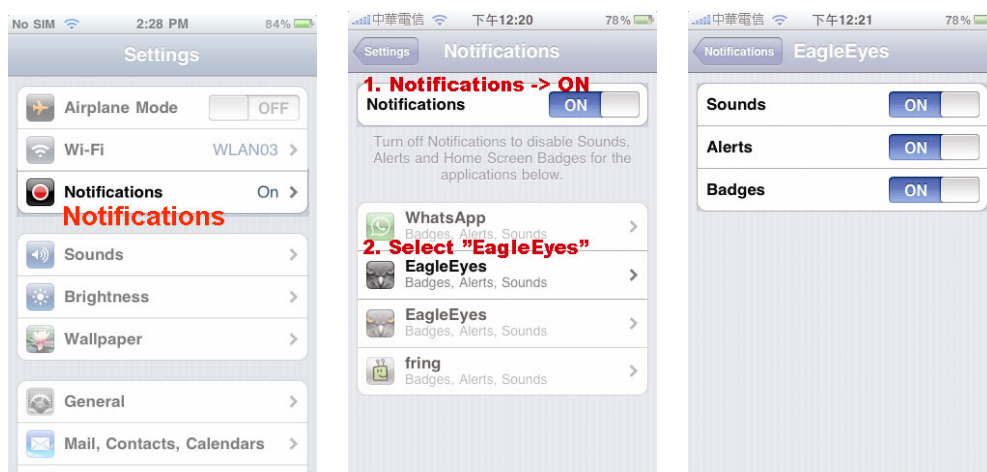 No SIM 2:28 PM 84%
Settings
Airplane Mode OFF
Wi-Fi WLAN03
Notifications On
Notifications
Sounds
Brightness
Wallpaper
General
Mail, Contacts, Calendars
中華電信 下午12:20 78%
Settings Notifications
1. Notifications -> ON
Notifications ON
Turn off Notifications to disable Sounds,
Alerts and Home Screen Badges for the
applications below.
WhatsApp
Badges, Alerts, Sounds
2. Select "EagleEyes"
EagleEyes
Badges, Alerts, Sounds
EagleEyes
Badges, Alerts, Sounds
fring
Badges, Alerts, Sounds
中華電信 下午12:21 78%
Notifications EagleEyes
Sounds ON
Alerts ON
Badges ON